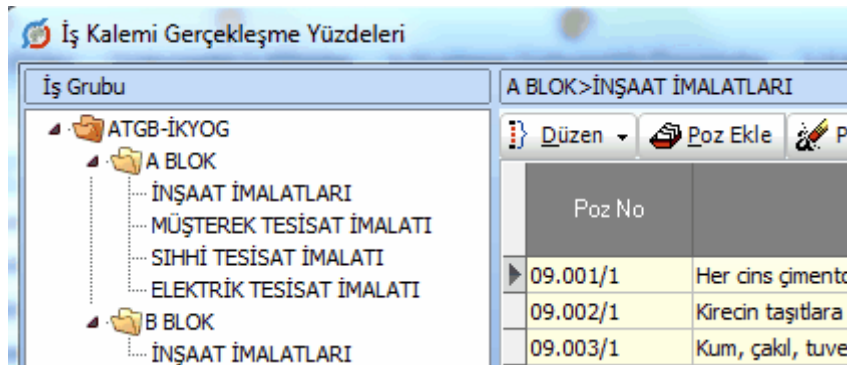 İş Kalemi Gerçekleşme Yüzdeleri
İş Grubu
ATGB-İKYOG
A BLOK
İNŞAAT İMALATLARI
MÜŞTEREK TESİSAT İMALATI
SIHHİ TESİSAT İMALATI
ELEKTRİK TESİSAT İMALATI
B BLOK
İNŞAAT İMALATLARI
A BLOK>İNŞAAT İMALATLARI
Düzen Poz Ekle P
Poz No
09.001/1 Her cins çimento
09.002/1 Kirecin taşıtlara
09.003/1 Kum, çakıl, tuve